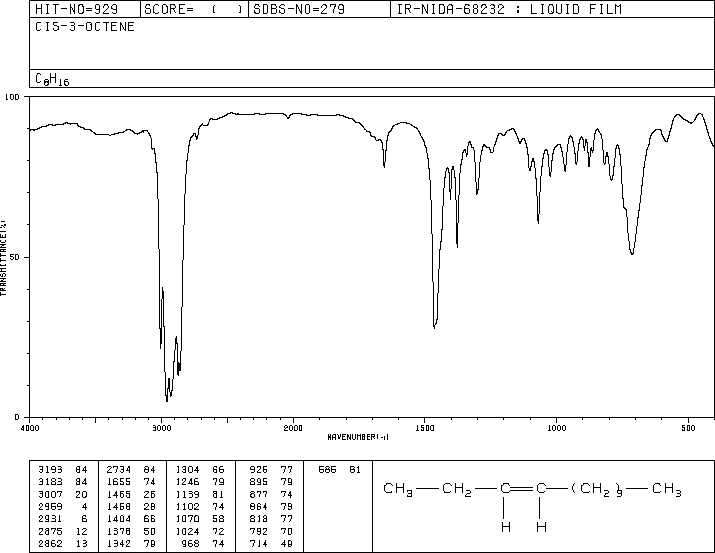 HIT-NO=929 SCORE= ( ) SDBS-NO=279 IR-NIDA-68232 : LIQUID FILM
CIS-3-OCTENE
C8H16
100
50
0
TRANSMITTANCE(%)
4000 3000 2000 1500 1000 500
WAVENUMBER(-1)
3193 84 2734 84 1304 66 926 77 686 81
3183 84 1655 74 1246 79 895 79
3007 20 1465 26 1139 81 877 74
2959 4 1458 28 1102 74 864 79
2931 6 1404 66 1070 58 818 77
2875 12 1378 50 1024 72 792 70
2862 13 1342 79 968 74 714 49
CH3 CH2 C C (CH2)3 CH3
H H